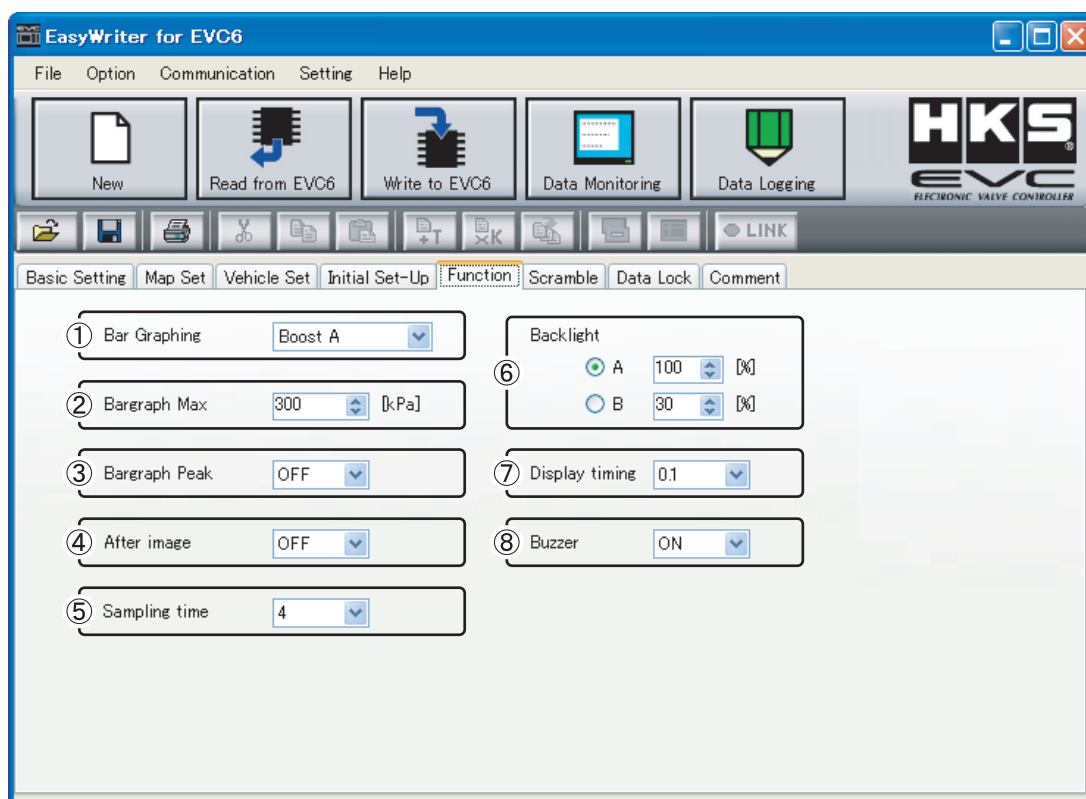 EasyWriter for EVC6
File Option Communication Setting Help
New Read from EVC6 Write to EVC6 Data Monitoring Data Logging
HKS®
EVC
ELECTRONIC VALVE CONTROLLER
LINK
Basic Setting Map Set Vehicle Set Initial Set-Up Function Scramble Data Lock Comment
① Bar Graphing Boost A
② Bargraph Max 300 [kPa]
③ Bargraph Peak OFF
④ After image OFF
⑤ Sampling time 4
⑥ Backlight
A 100 [%]
B 30 [%]
⑦ Display timing 0.1
⑧ Buzzer ON